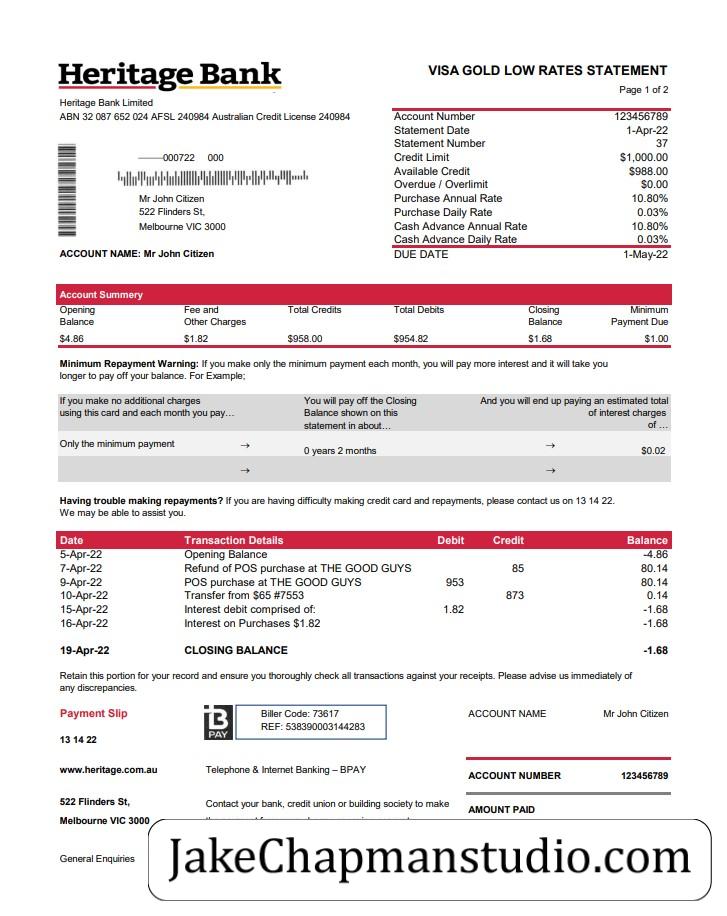 Heritage Bank
VISA GOLD LOW RATES STATEMENT
Page 1 of 2
Heritage Bank Limited
ABN 32 087 652 024 AFSL 240984 Australian Credit License 240984
Account Number 123456789
Statement Date 1-Apr-22
Statement Number 37
Credit Limit $1,000.00
Available Credit $988.00
Overdue / Overlimit $0.00
Purchase Annual Rate 10.80%
Purchase Daily Rate 0.03%
Cash Advance Annual Rate 10.80%
Cash Advance Daily Rate 0.03%
DUE DATE 1-May-22
000722 000
Mr John Citizen
522 Flinders St,
Melbourne VIC 3000
ACCOUNT NAME: Mr John Citizen
Account Summery
Opening Balance Fee and Other Charges Total Credits Total Debits Closing Balance Minimum Payment Due
$4.86 $1.82 $958.00 $954.82 $1.68 $1.00
Minimum Repayment Warning: If you make only the minimum payment each month, you will pay more interest and it will take you
longer to pay off your balance. For Example;
If you make no additional charges
using this card and each month you pay…
You will pay off the Closing
Balance shown on this
statement in about…
And you will end up paying an estimated total
of interest charges
of …
Only the minimum payment → 0 years 2 months → $0.02
→ →
Having trouble making repayments? If you are having difficulty making credit card and repayments, please contact us on 13 14 22.
We may be able to assist you.
Date Transaction Details Debit Credit Balance
5-Apr-22 Opening Balance -4.86
7-Apr-22 Refund of POS purchase at THE GOOD GUYS 85 80.14
9-Apr-22 POS purchase at THE GOOD GUYS 953 80.14
10-Apr-22 Transfer from $65 #7553 873 0.14
15-Apr-22 Interest debit comprised of: 1.82 -1.68
16-Apr-22 Interest on Purchases $1.82 -1.68
19-Apr-22 CLOSING BALANCE -1.68
Retain this portion for your record and ensure you thoroughly check all transactions against your receipts. Please advise us immediately of
any discrepancies.
Payment Slip
13 14 22
www.heritage.com.au
522 Flinders St,
Melbourne VIC 3000
General Enquiries
B PAY
Biller Code: 73617
REF: 538390003144283
Telephone & Internet Banking – BPAY
Contact your bank, credit union or building society to make
ACCOUNT NAME Mr John Citizen
ACCOUNT NUMBER 123456789
AMOUNT PAID
JakeChapmanstudio.com